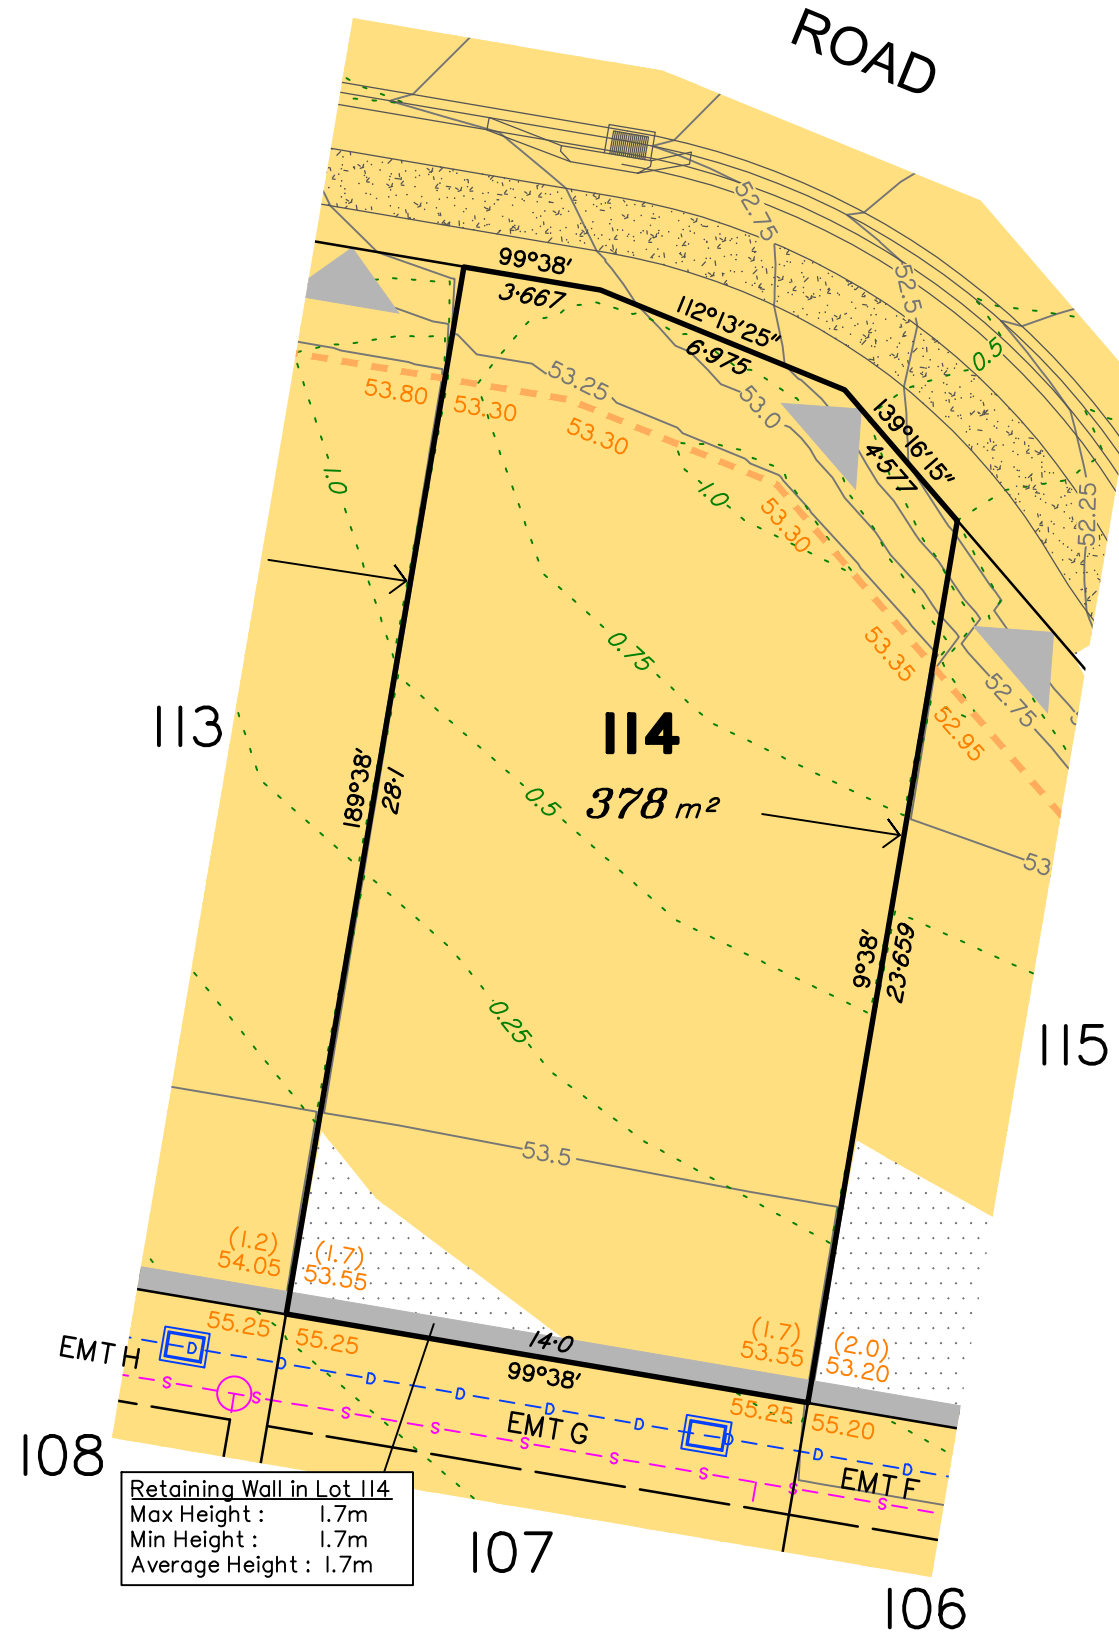 ROAD
99°38'
3·667
112°13'25"
6·975
139°16'15"
4·577
52.75
52.5
0.5
52.25
53.25
53.0
53.80
53.30
53.30
53.30
53.35
52.95
52.75
53
1.0
1.0
0.75
0.5
0.25
113
114
378 m²
115
189°38'
28·1
9°38'
23·659
53.5
(1.2)
54.05
(1.7)
53.55
(1.7)
53.55
(2.0)
53.20
14·0
99°38'
55.25
55.25
55.25
55.20
EMT H
EMT G
EMT F
D
D
D
D
D
D
D
D
D
S
S
S
S
S
S
S
S
S
108
107
106
Retaining Wall in Lot 114
Max Height : 1.7m
Min Height : 1.7m
Average Height : 1.7m